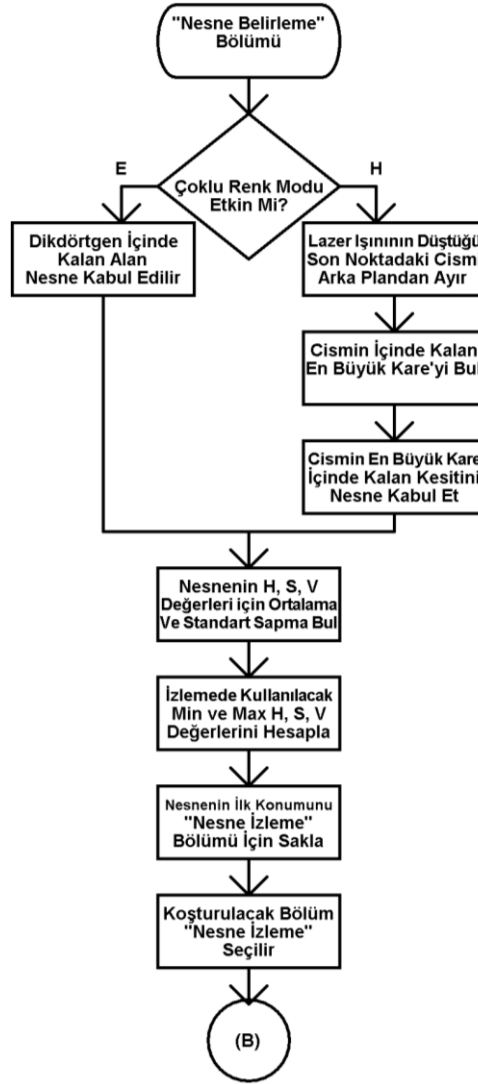 "Nesne Belirleme"
Bölümü
E
H
Çoklu Renk Modu
Etkin Mi?
Dikdörtgen İçinde
Kalan Alan
Nesne Kabul Edilir
Lazer Işınının Düştüğü
Son Noktadaki Cismi
Arka Plandan Ayır
Cismin İçinde Kalan
En Büyük Kare'yi Bul
Cismin En Büyük Kare
İçinde Kalan Kesitini
Nesne Kabul Et
Nesnenin H, S, V
Değerleri için Ortalama
Ve Standart Sapma Bul
İzlemede Kullanılacak
Min ve Max H, S, V
Değerlerini Hesapla
Nesnenin İlk Konumunu
"Nesne İzleme"
Bölümü İçin Sakla
Koşturulacak Bölüm
"Nesne İzleme"
Seçilir
(B)